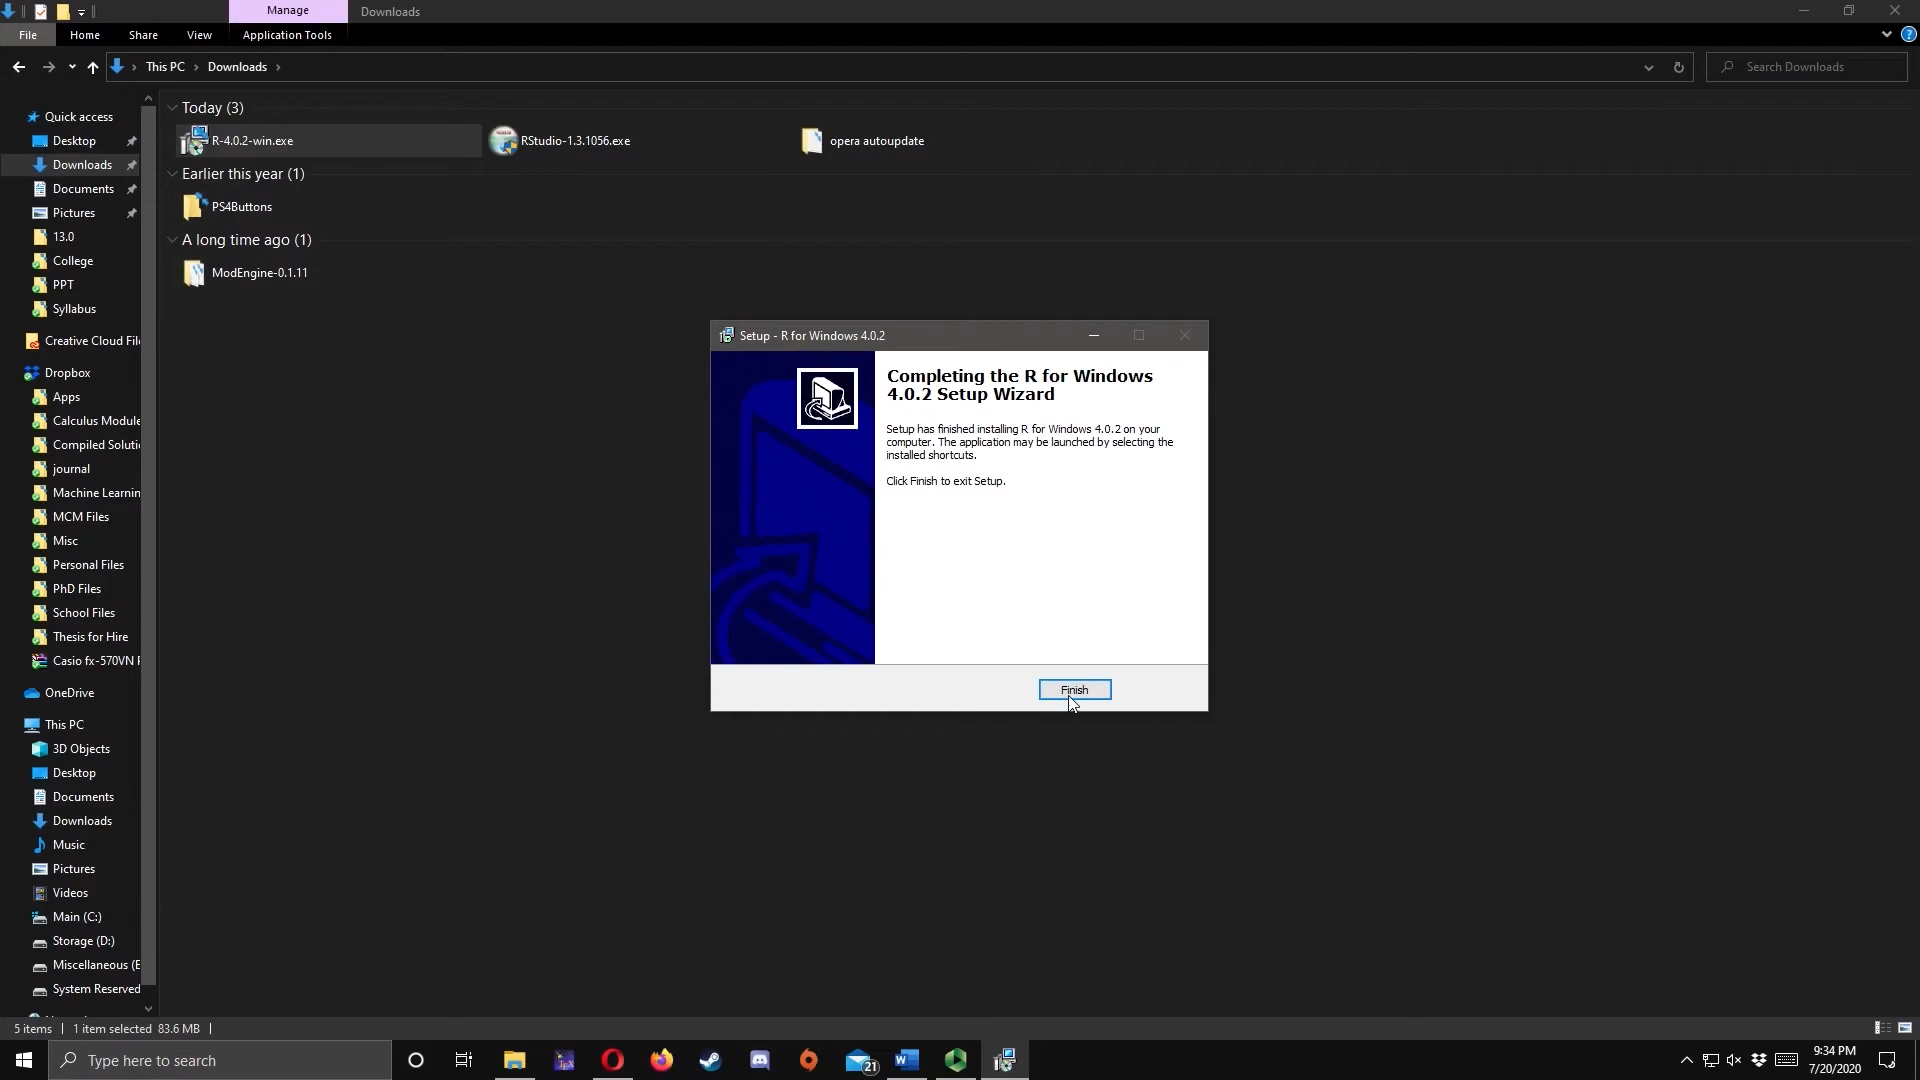 Manage
Downloads
File
Home
Share
View
Application Tools
This PC
Downloads
Search Downloads
Quick access
Desktop
Downloads
Documents
Pictures
13.0
College
PPT
Syllabus
Creative Cloud File
Dropbox
Apps
Calculus Module
Compiled Soluti
journal
Machine Learnin
MCM Files
Misc
Personal Files
PhD Files
School Files
Thesis for Hire
Casio fx-570VN P
OneDrive
This PC
3D Objects
Desktop
Documents
Downloads
Music
Pictures
Videos
Main (C:)
Storage (D:)
Miscellaneous (E
System Reserved
Today (3)
R-4.0.2-win.exe
RStudio-1.3.1056.exe
opera autoupdate
Earlier this year (1)
PS4Buttons
A long time ago (1)
ModEngine-0.1.11
Setup - R for Windows 4.0.2
Completing the R for Windows
4.0.2 Setup Wizard
Setup has finished installing R for Windows 4.0.2 on your
computer. The application may be launched by selecting the
installed shortcuts.
Click Finish to exit Setup.
Finish
5 items
1 item selected 83.6 MB
Type here to search
21
9:34 PM
7/20/2020